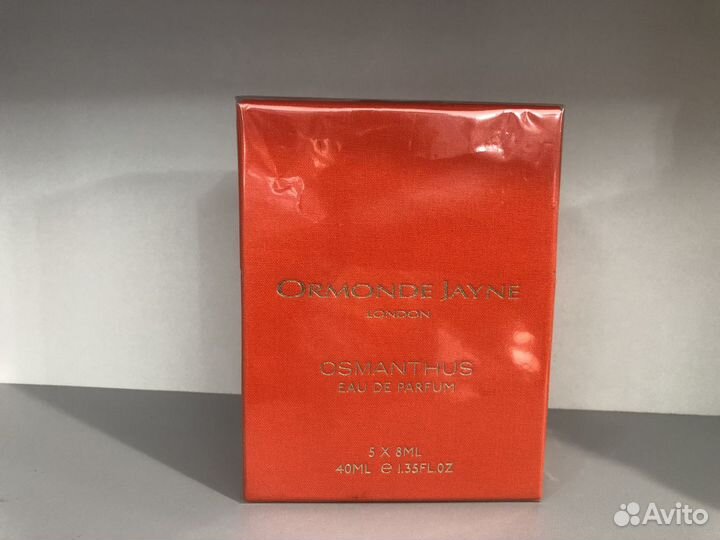 ORMONDE JAYNE
LONDON
OSMANTHUS
EAU DE PARFUM
5 X 8ML
40ML ℮ 1.35FL.OZ
Avito